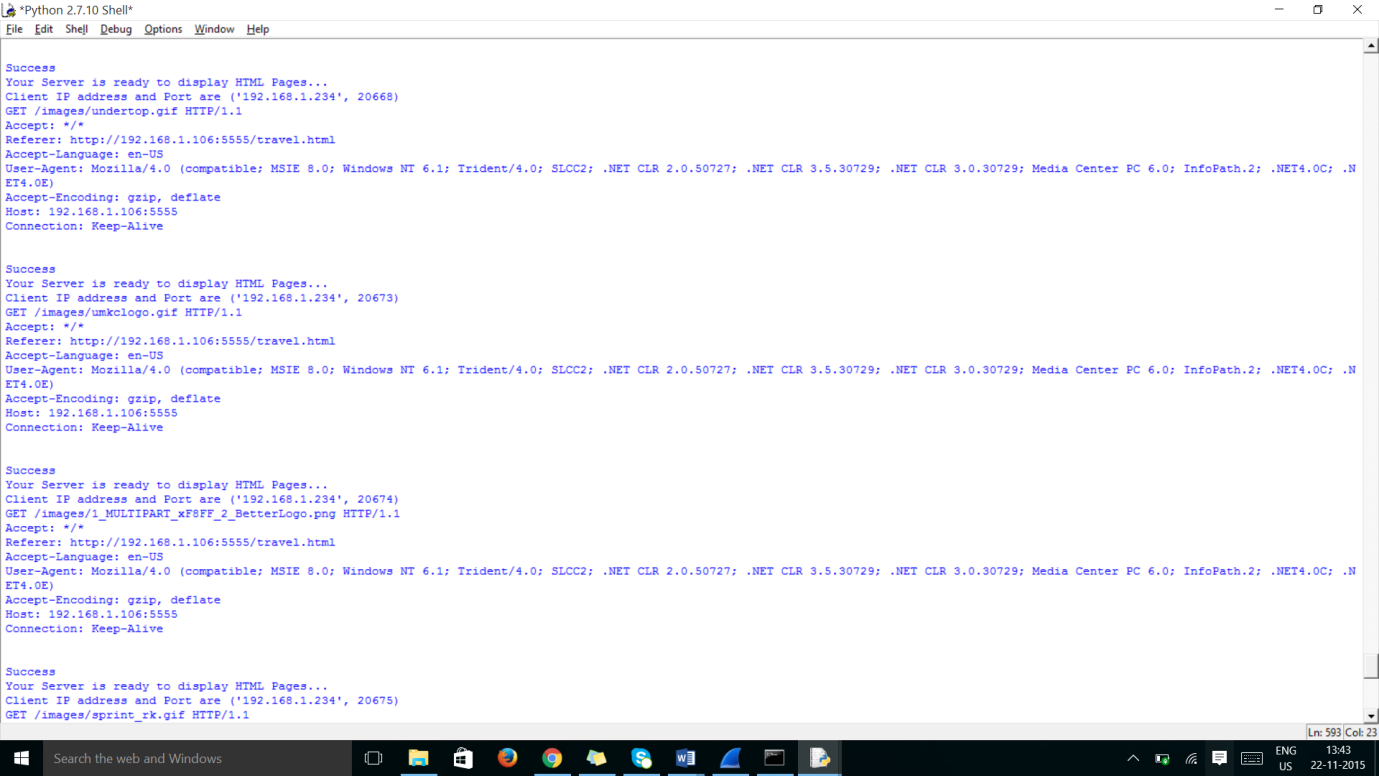 *Python 2.7.10 Shell*
File Edit Shell Debug Options Window Help
Success
Your Server is ready to display HTML Pages...
Client IP address and Port are ('192.168.1.234', 20668)
GET /images/undertop.gif HTTP/1.1
Accept: */*
Referer: http://192.168.1.106:5555/travel.html
Accept-Language: en-US
User-Agent: Mozilla/4.0 (compatible; MSIE 8.0; Windows NT 6.1; Trident/4.0; SLCC2; .NET CLR 2.0.50727; .NET CLR 3.5.30729; .NET CLR 3.0.30729; Media Center PC 6.0; InfoPath.2; .NET4.0C; .N
ET4.0E)
Accept-Encoding: gzip, deflate
Host: 192.168.1.106:5555
Connection: Keep-Alive
Success
Your Server is ready to display HTML Pages...
Client IP address and Port are ('192.168.1.234', 20673)
GET /images/umkclogo.gif HTTP/1.1
Accept: */*
Referer: http://192.168.1.106:5555/travel.html
Accept-Language: en-US
User-Agent: Mozilla/4.0 (compatible; MSIE 8.0; Windows NT 6.1; Trident/4.0; SLCC2; .NET CLR 2.0.50727; .NET CLR 3.5.30729; .NET CLR 3.0.30729; Media Center PC 6.0; InfoPath.2; .NET4.0C; .N
ET4.0E)
Accept-Encoding: gzip, deflate
Host: 192.168.1.106:5555
Connection: Keep-Alive
Success
Your Server is ready to display HTML Pages...
Client IP address and Port are ('192.168.1.234', 20674)
GET /images/1_MULTIPART_xF8FF_2_BetterLogo.png HTTP/1.1
Accept: */*
Referer: http://192.168.1.106:5555/travel.html
Accept-Language: en-US
User-Agent: Mozilla/4.0 (compatible; MSIE 8.0; Windows NT 6.1; Trident/4.0; SLCC2; .NET CLR 2.0.50727; .NET CLR 3.5.30729; .NET CLR 3.0.30729; Media Center PC 6.0; InfoPath.2; .NET4.0C; .N
ET4.0E)
Accept-Encoding: gzip, deflate
Host: 192.168.1.106:5555
Connection: Keep-Alive
Success
Your Server is ready to display HTML Pages...
Client IP address and Port are ('192.168.1.234', 20675)
GET /images/sprint_rk.gif HTTP/1.1
Ln: 593 Col: 23
Search the web and Windows
ENG 13:43
US 22-11-2015